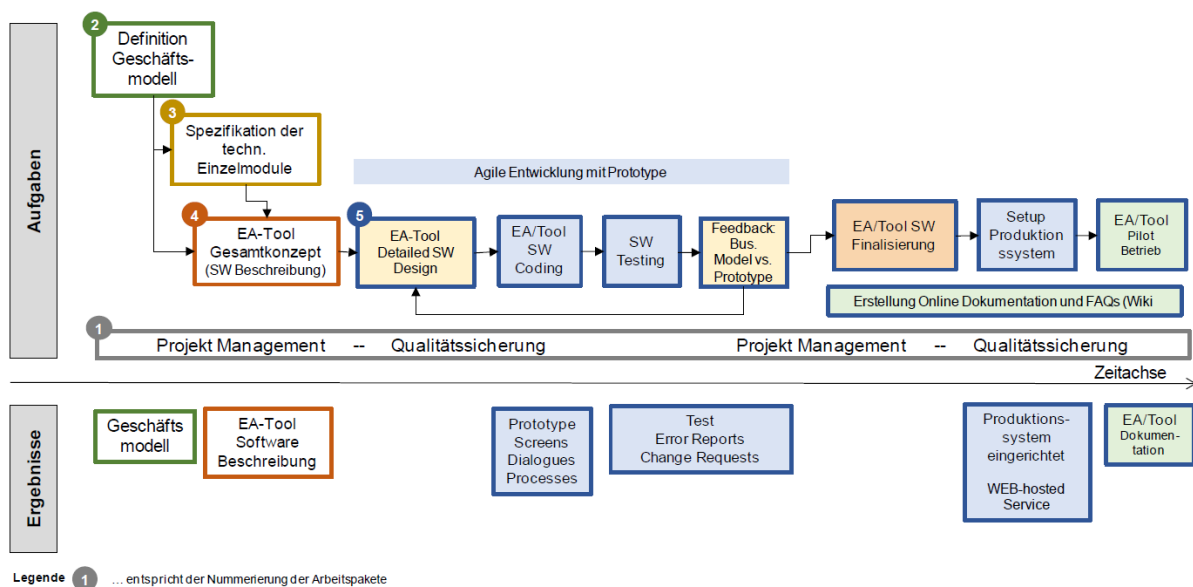 Aufgaben
2
Definition
Geschäfts-
modell
3
Spezifikation der
techn.
Einzelmodule
Agile Entwicklung mit Prototype
4
EA-Tool
Gesamtkonzept
(SW Beschreibung)
5
EA-Tool
Detailed SW
Design
EA/Tool
SW
Coding
SW
Testing
Feedback:
Bus.
Model vs.
Prototype
EA/Tool SW
Finalisierung
Setup
Produktion
ssystem
EA/Tool
Pilot
Betrieb
Erstellung Online Dokumentation und FAQs (Wiki
1
Projekt Management -- Qualitätssicherung
Projekt Management -- Qualitätssicherung
Zeitachse
Ergebnisse
Geschäfts
modell
EA-Tool
Software
Beschreibung
Prototype
Screens
Dialogues
Processes
Test
Error Reports
Change Requests
Produktions-
system
eingerichtet
WEB-hosted
Service
EA/Tool
Dokumen-
tation
Legende 1 ... entspricht der Nummerierung der Arbeitspakete